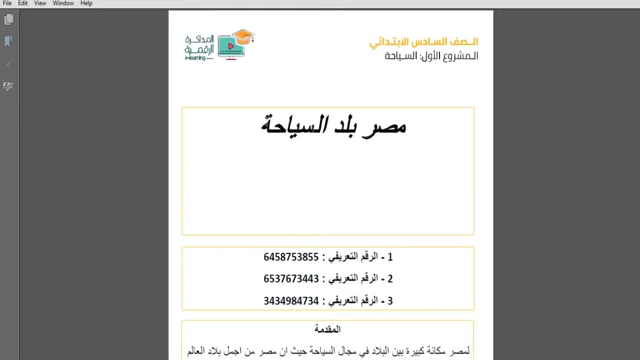 File Edit View Window Help
المذاكرة
الرقمية
e-learning
الصف السادس الابتدائي
المشروع الأول: السياحة
مصر بلد السياحة
1 - الرقم التعريفي : 6458753855
2 - الرقم التعريفي : 6537673443
3 - الرقم التعريفي : 3434984734
المقدمة
لمصر مكانة كبيرة بين البلاد في مجال السياحة حيث ان مصر من اجمل بلاد العالم